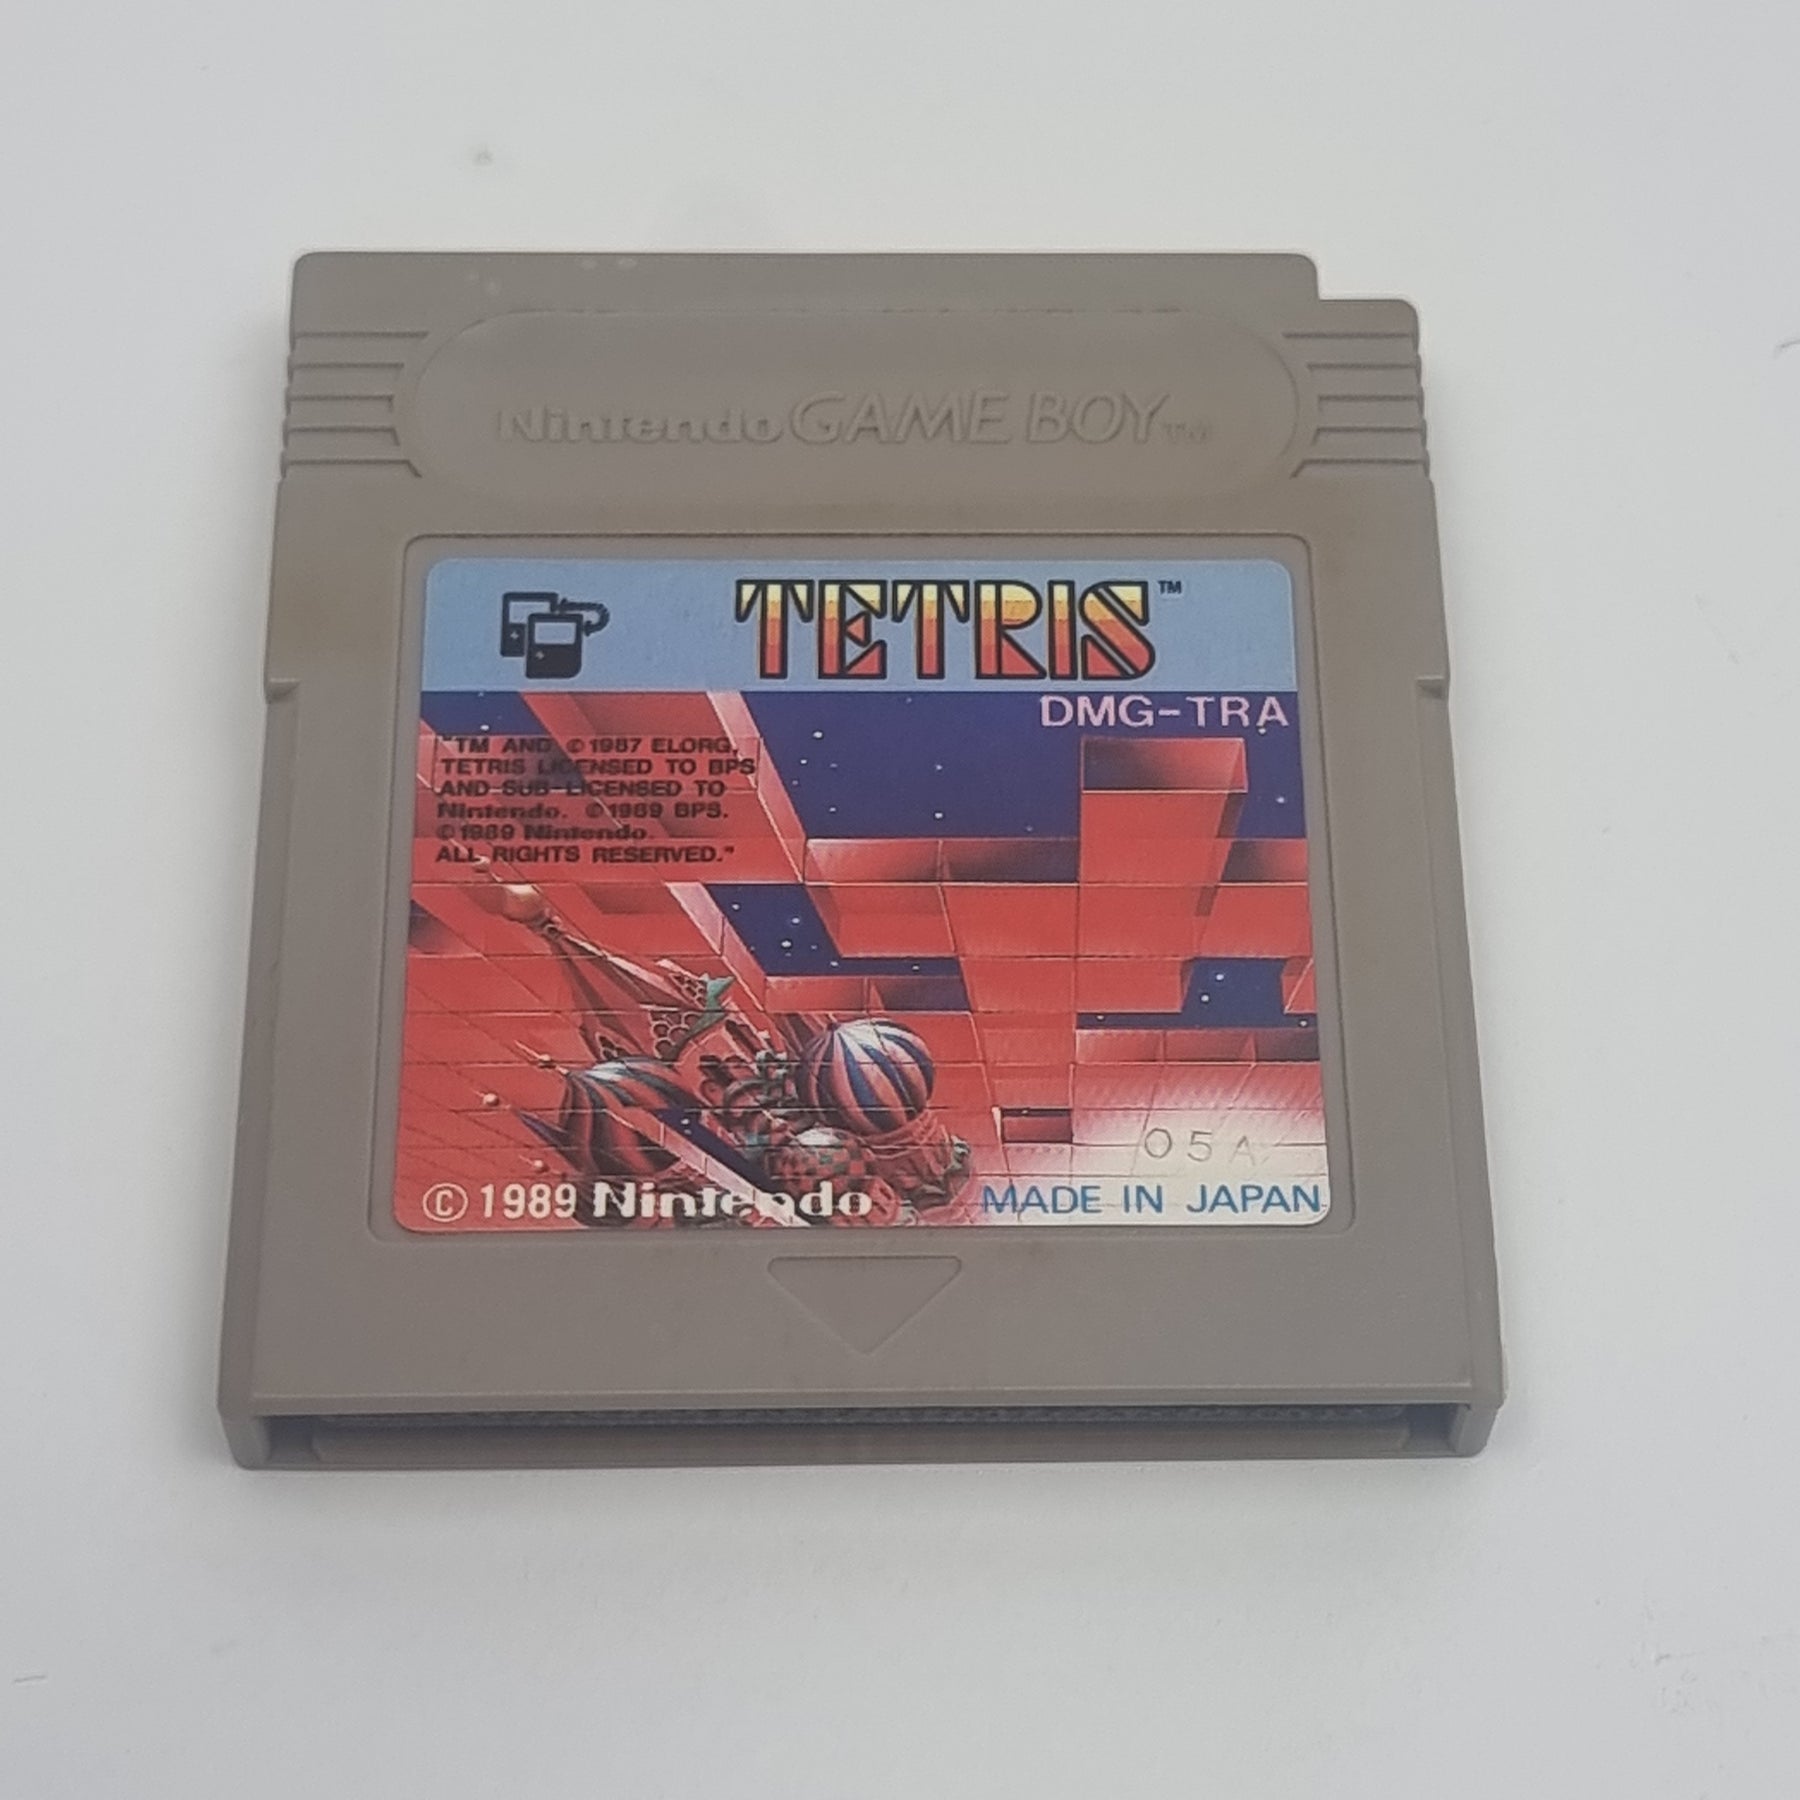 Nintendo GAME BOY™
TETRIS™
DMG-TRA
"TM AND ©1987 ELORG,
TETRIS LICENSED TO BPS
AND SUB-LICENSED TO
Nintendo. ©1989 BPS.
©1989 Nintendo.
ALL RIGHTS RESERVED."
05A
© 1989 Nintendo
MADE IN JAPAN